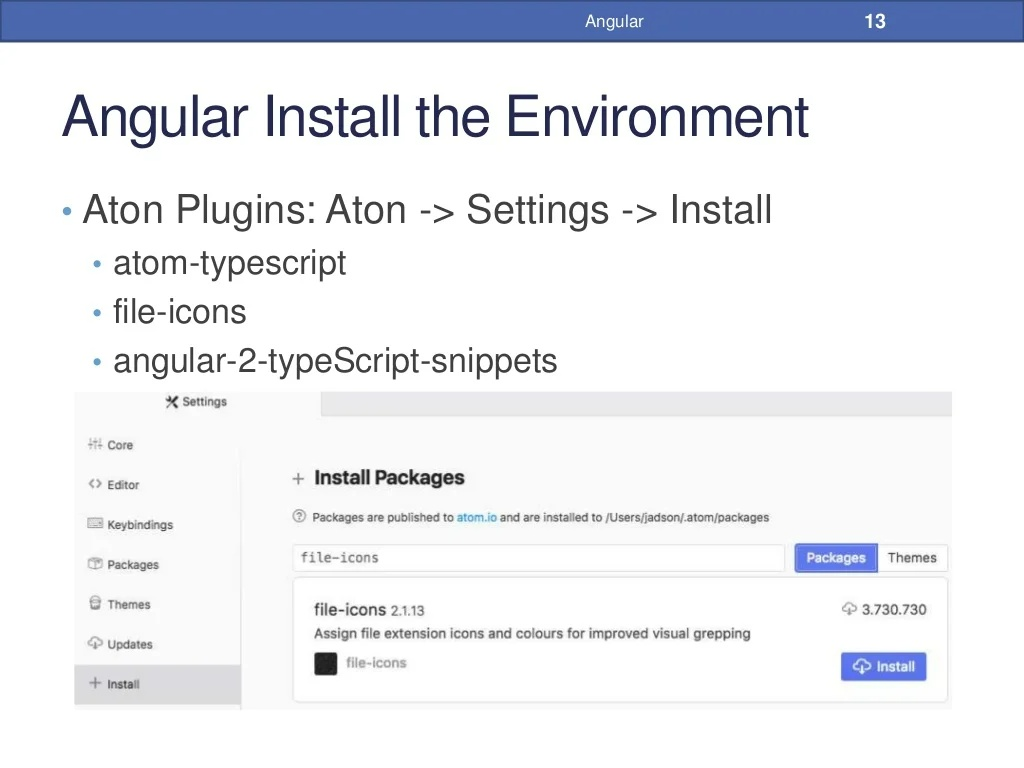 Angular 13
Angular Install the Environment
• Aton Plugins: Aton -> Settings -> Install
• atom-typescript
• file-icons
• angular-2-typeScript-snippets
Settings
Core
Editor
Keybindings
Packages
Themes
Updates
Install
+ Install Packages
Packages are published to atom.io and are installed to /Users/jadson/.atom/packages
file-icons
Packages Themes
file-icons 2.1.13 3.730.730
Assign file extension icons and colours for improved visual grepping
file-icons Install